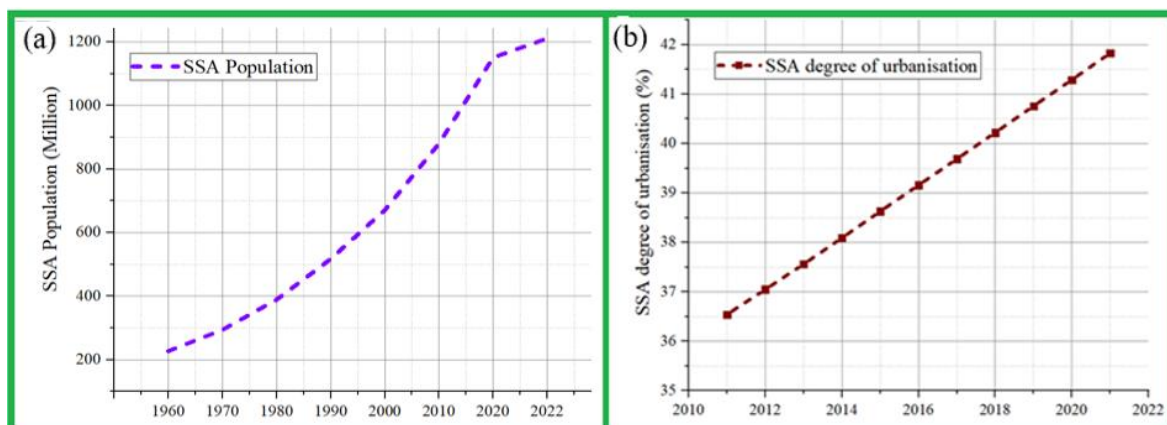 (a)
SSA Population
SSA Population (Million)
1200
1000
800
600
400
200
1960 1970 1980 1990 2000 2010 2020 2022
(b)
SSA degree of urbanisation
SSA degree of urbanisation (%)
42
41
40
39
38
37
36
35
2010 2012 2014 2016 2018 2020 2022